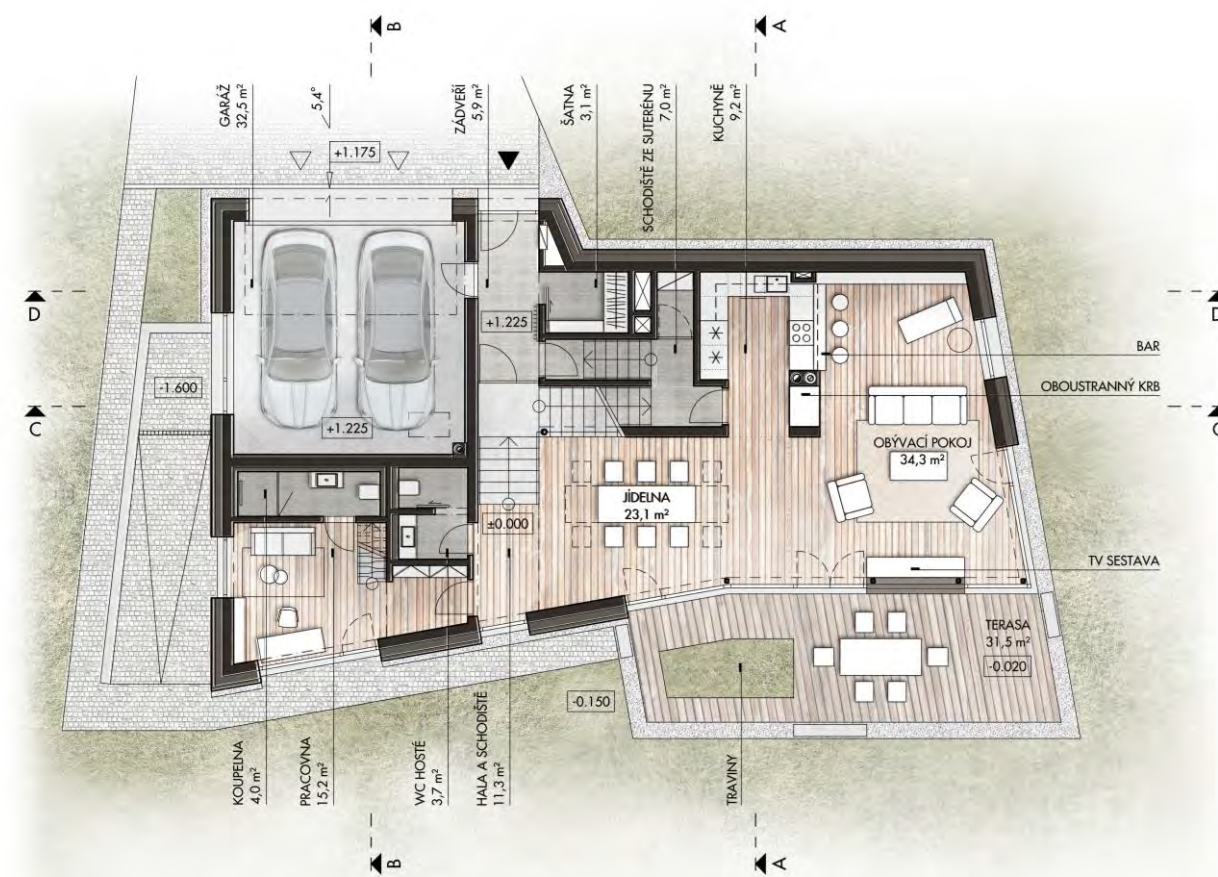 B
A
GARÁŽ
32,5 m²
5,4°
ZÁDVEŘÍ
5,9 m²
ŠATNA
3,1 m²
SCHODIŠTĚ ZE SUTERÉNU
7,0 m²
KUCHYNĚ
9,2 m²
+1.175
D
D
+1.225
BAR
-1.600
OBOUSTRANNÝ KRB
C
C
+1.225
OBÝVACÍ POKOJ
34,3 m²
JÍDELNA
23,1 m²
±0.000
TV SESTAVA
TERASA
31,5 m²
-0.020
-0.150
KOUPELNA
4,0 m²
PRACOVNA
15,2 m²
WC HOSTÉ
3,7 m²
HALA A SCHODIŠTĚ
11,3 m²
TRAVINY
B
A